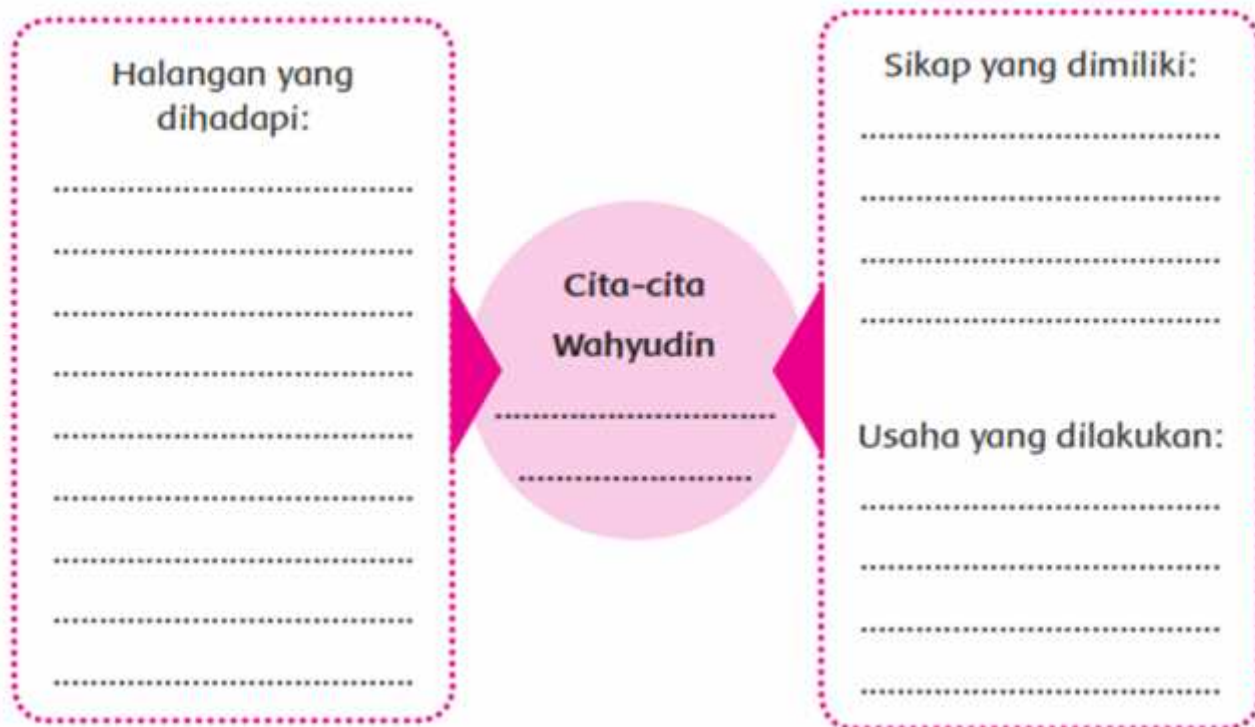 Halangan yang
dihadapi:
Cita-cita
Wahyudin
Sikap yang dimiliki:
Usaha yang dilakukan: